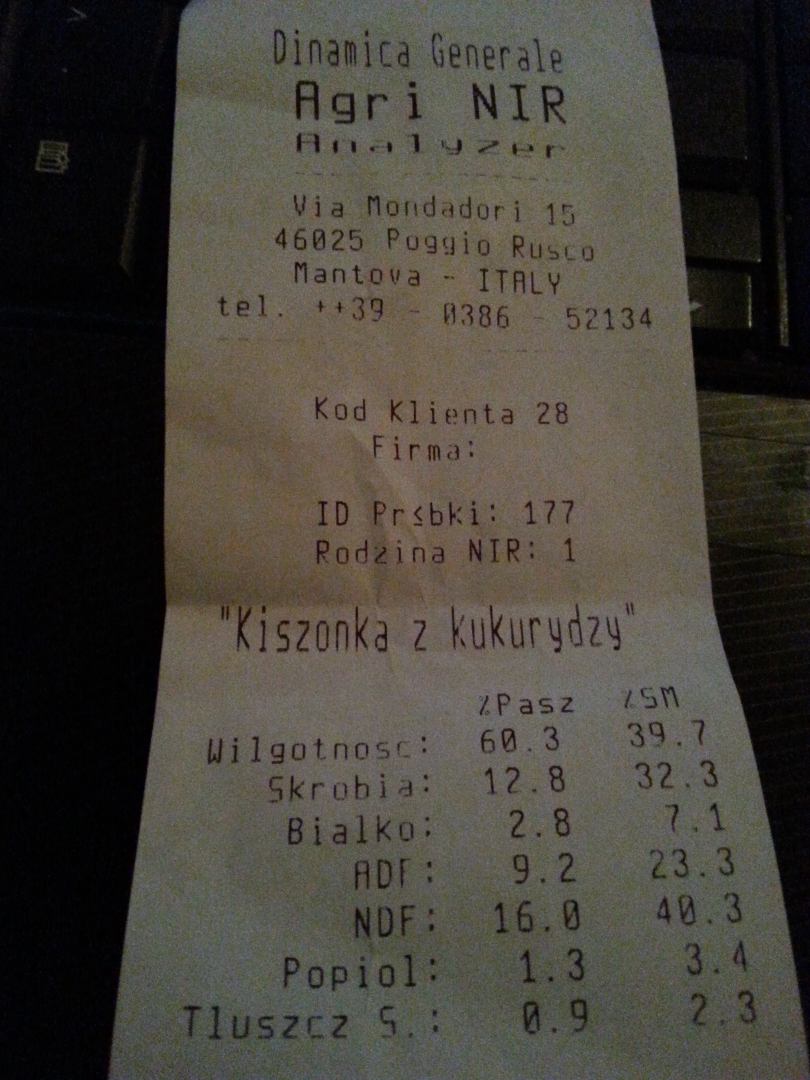 Dinamica Generale
Agri NIR
Analyzer
Via Mondadori 15
46025 Poggio Rusco
Mantova - ITALY
tel. ++39 - 0386 - 52134
Kod Klienta 28
Firma:
ID Prśbki: 177
Rodzina NIR: 1
"Kiszonka z kukurydzy"
%Pasz %SM
Wilgotnosc: 60.3 39.7
Skrobia: 12.8 32.3
Bialko: 2.8 7.1
ADF: 9.2 23.3
NDF: 16.0 40.3
Popiol: 1.3 3.4
Tluszcz S.: 0.9 2.3